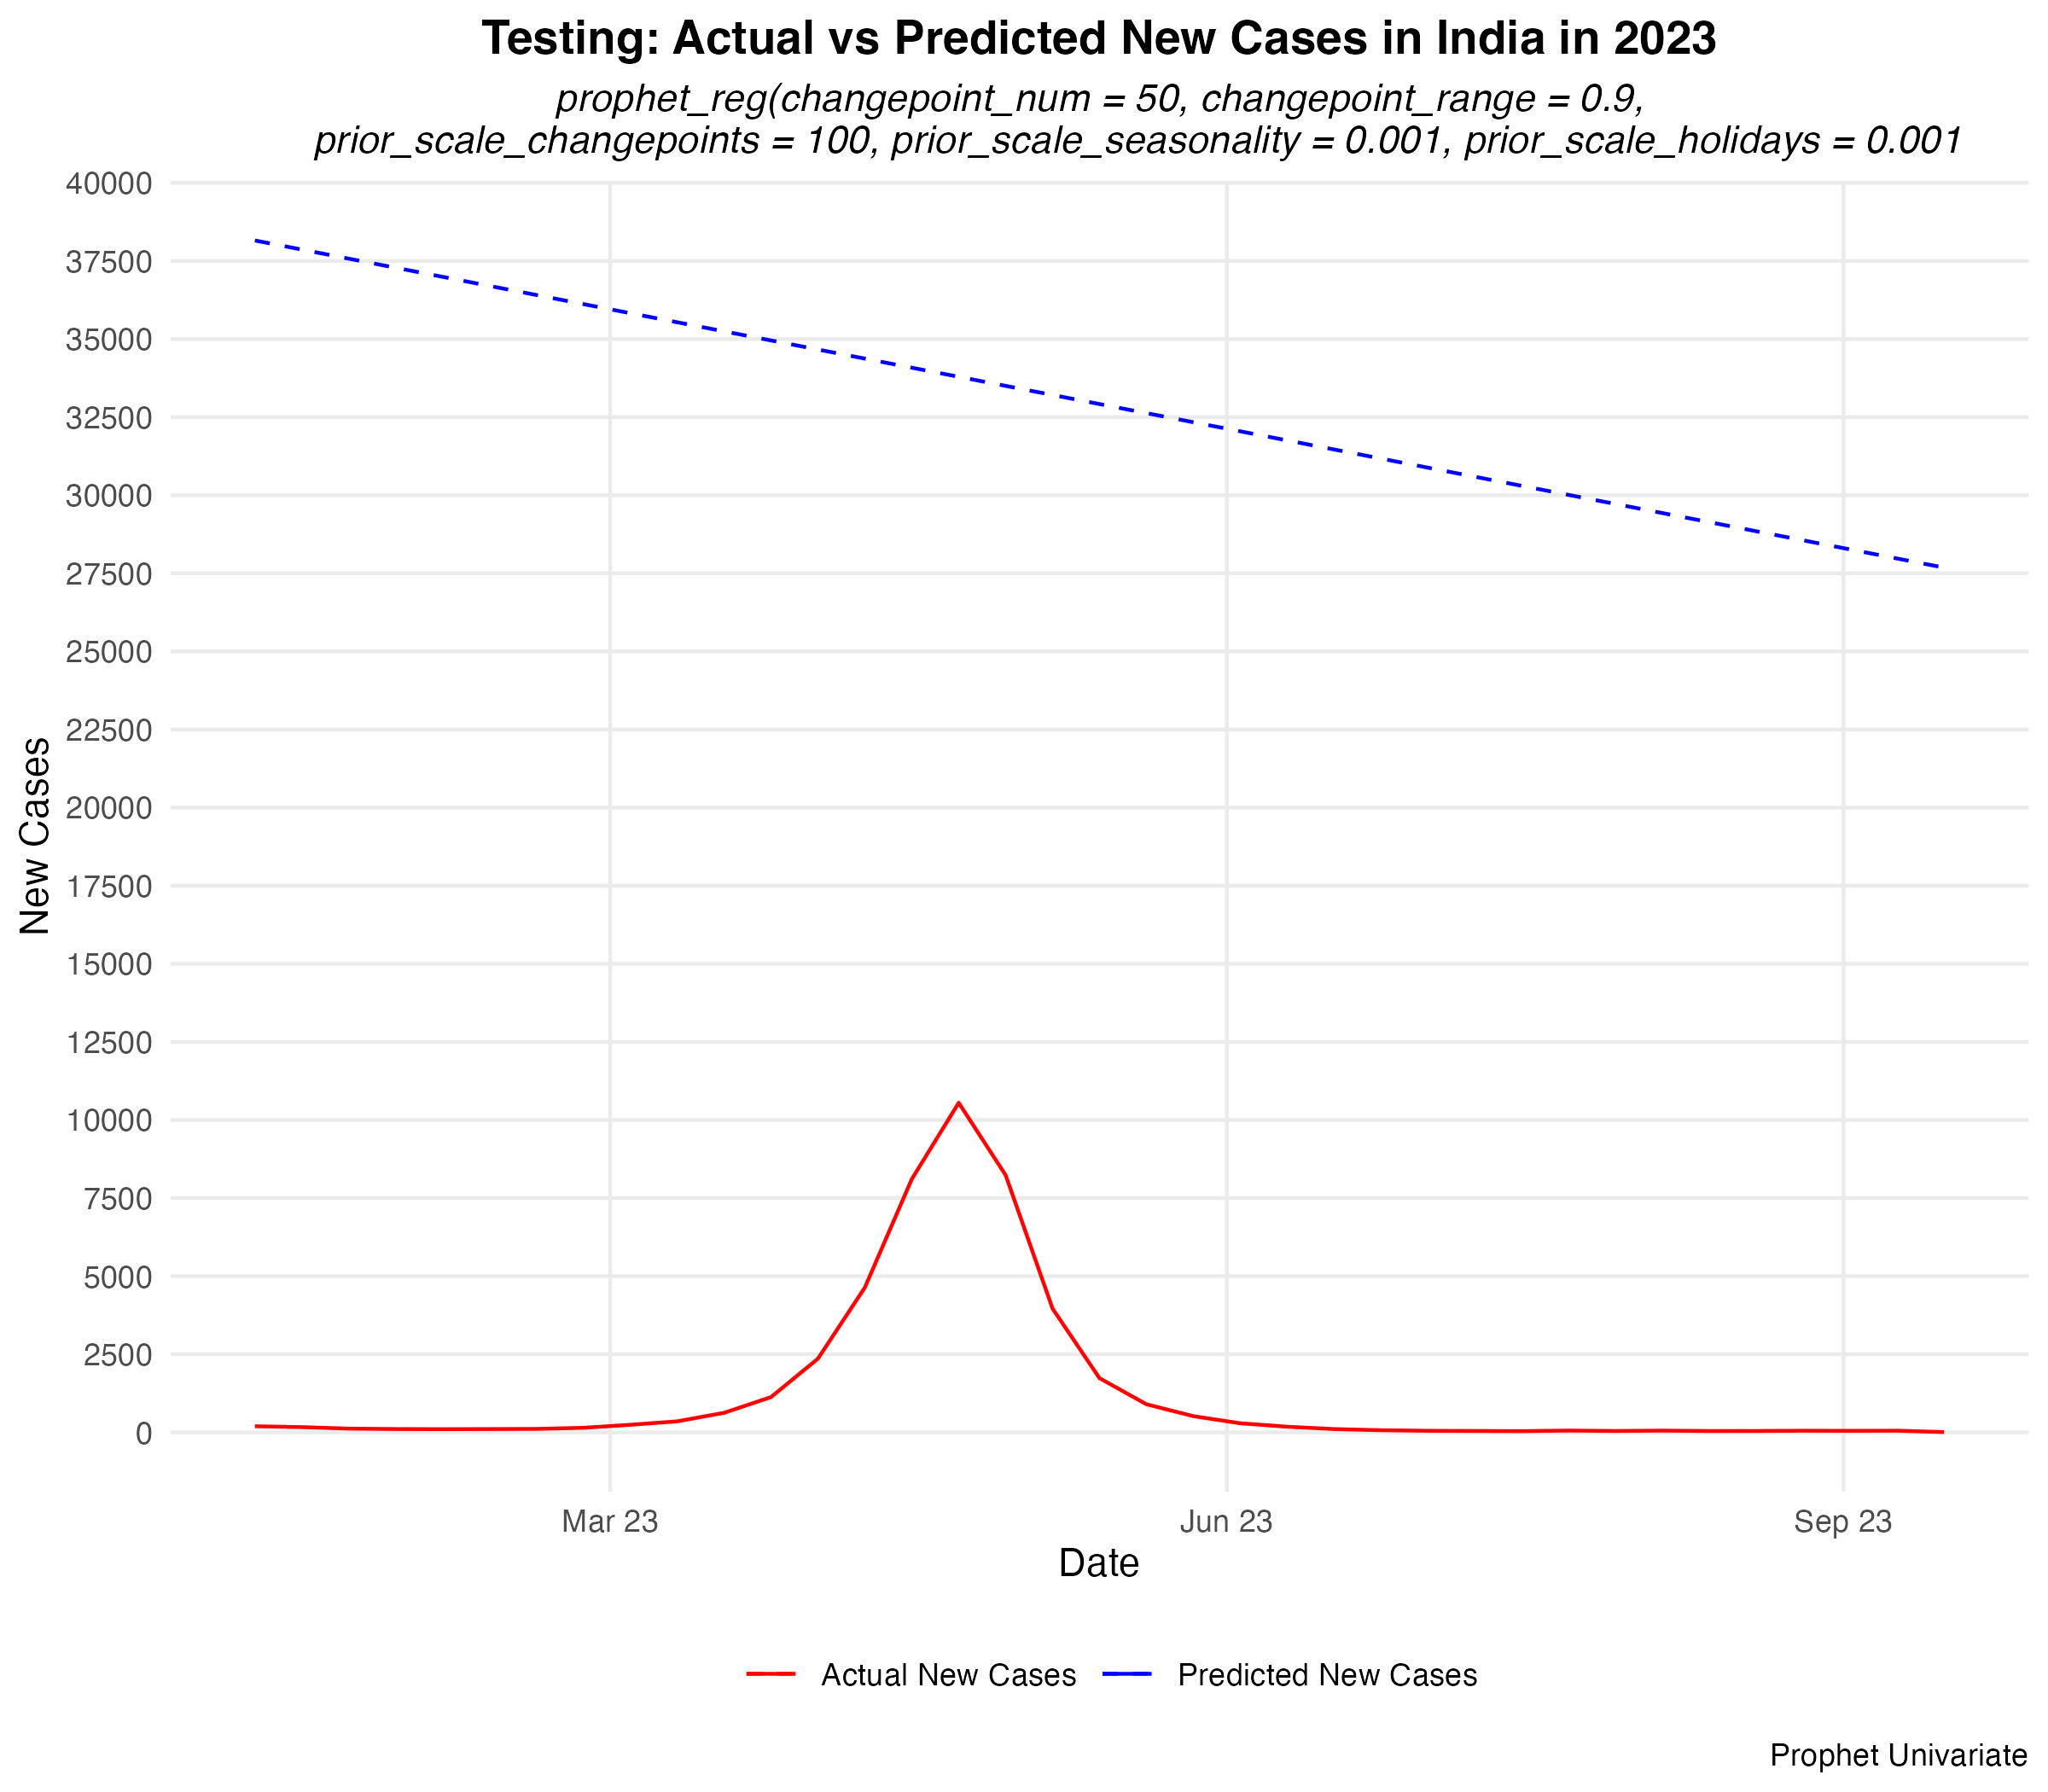 Testing: Actual vs Predicted New Cases in India in 2023
prophet_reg(changepoint_num = 50, changepoint_range = 0.9,
prior_scale_changepoints = 100, prior_scale_seasonality = 0.001, prior_scale_holidays = 0.001
40000
37500
35000
32500
30000
27500
25000
22500
20000
17500
15000
12500
10000
7500
5000
2500
0
New Cases
Mar 23
Jun 23
Sep 23
Date
Actual New Cases
Predicted New Cases
Prophet Univariate